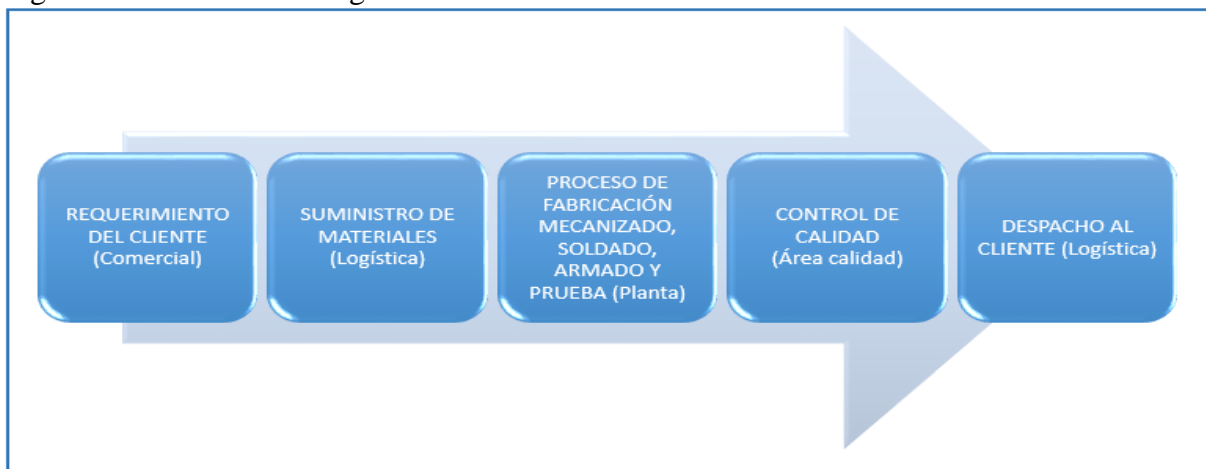 REQUERIMIENTO
DEL CLIENTE
(Comercial)
SUMINISTRO DE
MATERIALES
(Logística)
PROCESO DE
FABRICACIÓN
MECANIZADO,
SOLDADO,
ARMADO Y
PRUEBA (Planta)
CONTROL DE
CALIDAD
(Área calidad)
DESPACHO AL
CLIENTE (Logística)